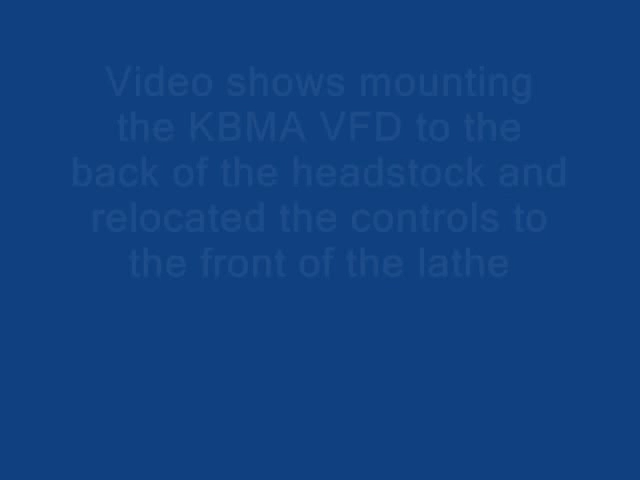 Video shows mounting
the KBMA VFD to the
back of the headstock and
relocated the controls to
the front of the lathe